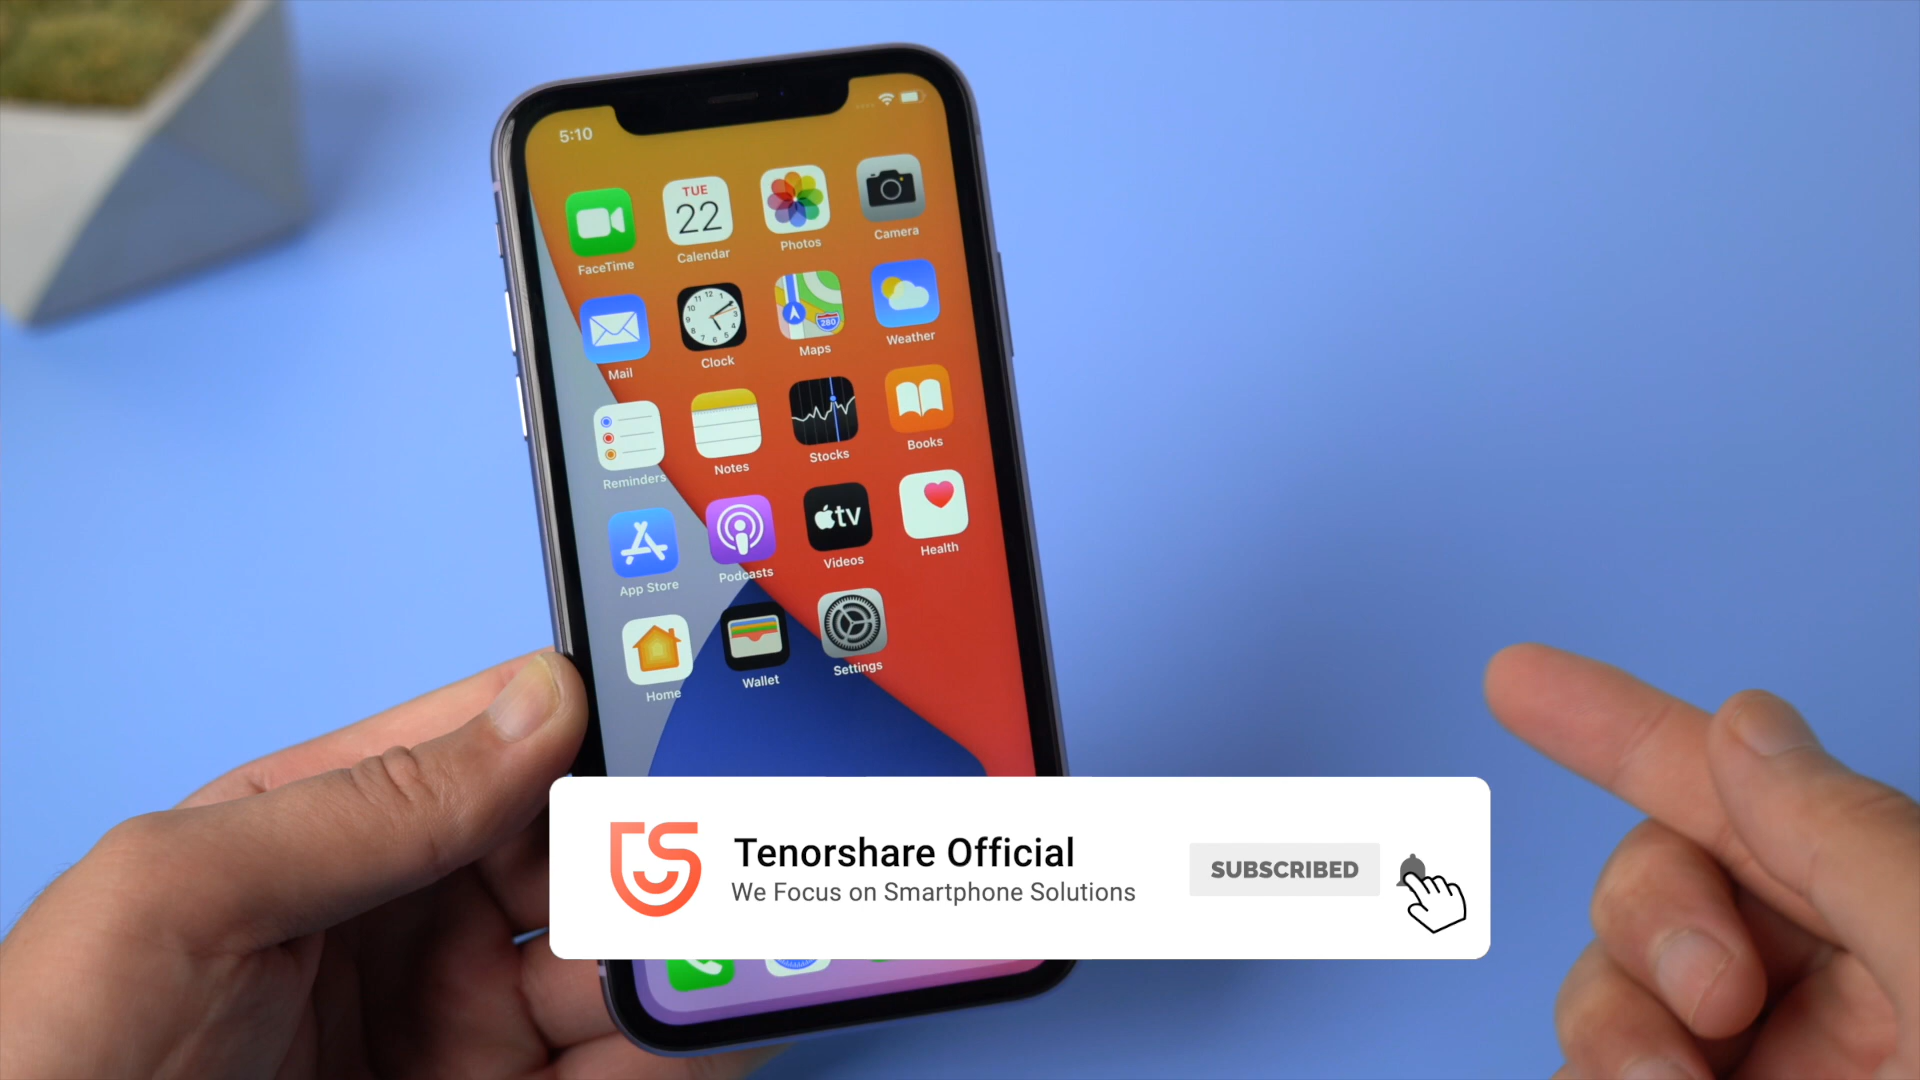 5:10
TUE
22
FaceTime
Calendar
Photos
Camera
280
Mail
Clock
Maps
Weather
Reminders
Notes
Stocks
Books
tv
App Store
Podcasts
Videos
Health
Home
Wallet
Settings
Tenorshare Official
We Focus on Smartphone Solutions
SUBSCRIBED